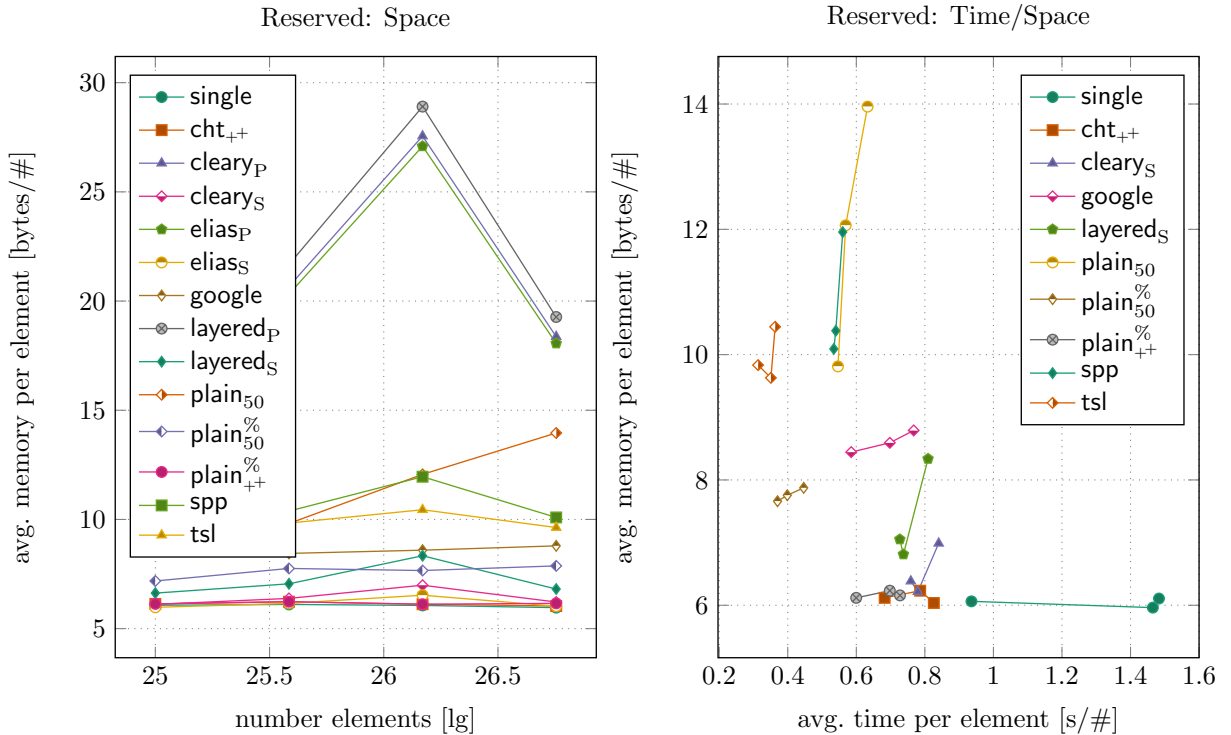 Reserved: Space
avg. memory per element [bytes/#]
30
25
20
15
10
5
single
cht++
clearyP
clearyS
eliasP
eliasS
google
layeredP
layeredS
plain50
plain%50
plain%++
spp
tsl
25
25.5
26
26.5
number elements [lg]
Reserved: Time/Space
avg. memory per element [bytes/#]
14
12
10
8
6
single
cht++
clearyS
google
layeredS
plain50
plain%50
plain%++
spp
tsl
0.2
0.4
0.6
0.8
1
1.2
1.4
1.6
avg. time per element [s/#]